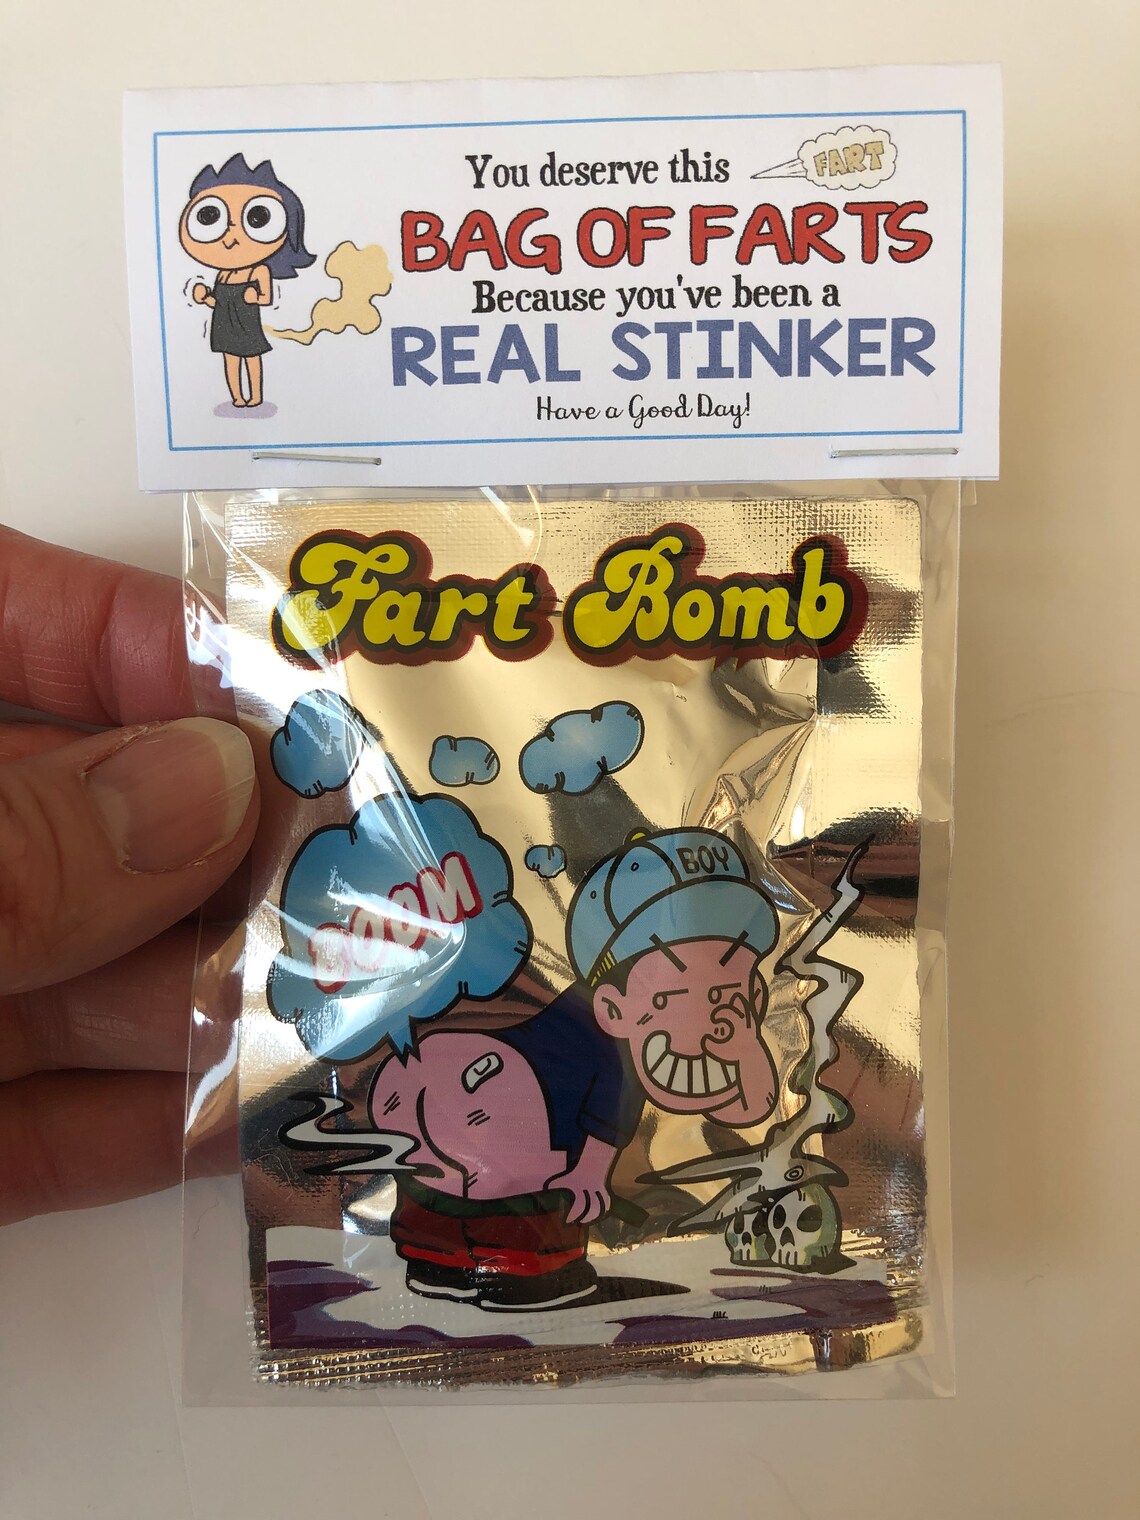 You deserve this
FART
BAG OF FARTS
Because you've been a
REAL STINKER
Have a Good Day!
Fart Bomb
BOOM
BOY